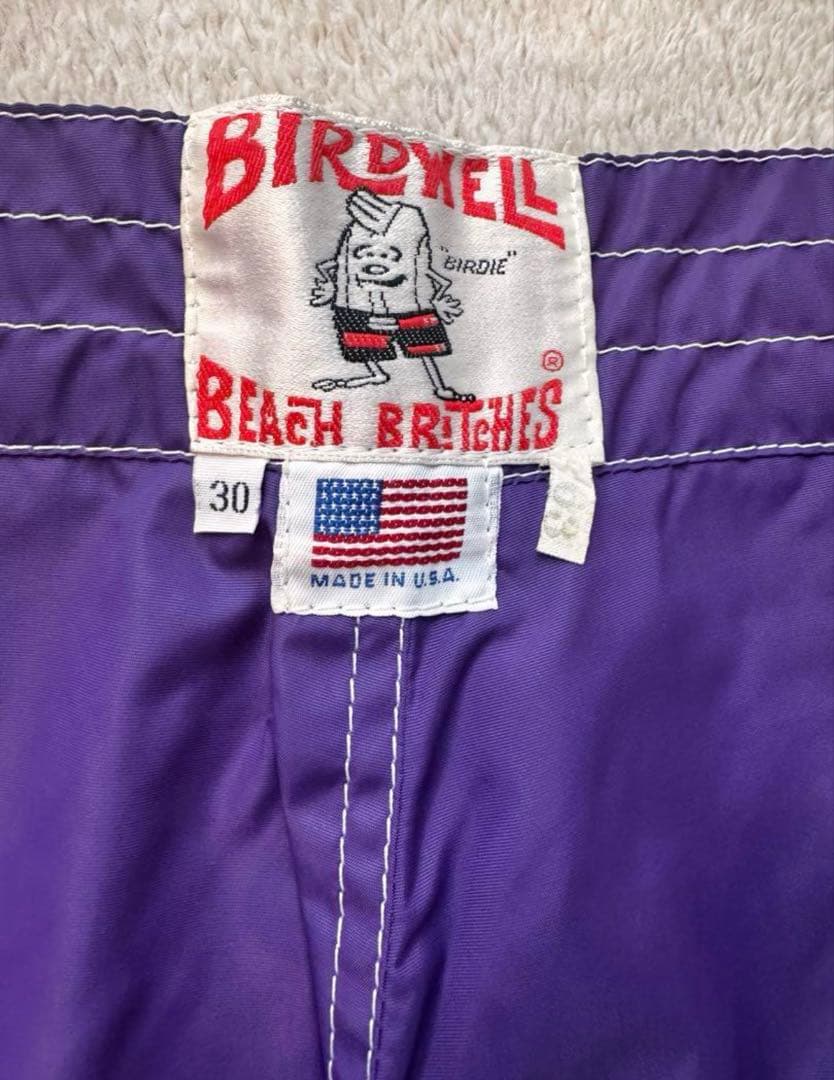 BIRDWELL
"BIRDIE"
®
BEACH BRITCHES
30
MADE IN U.S.A.